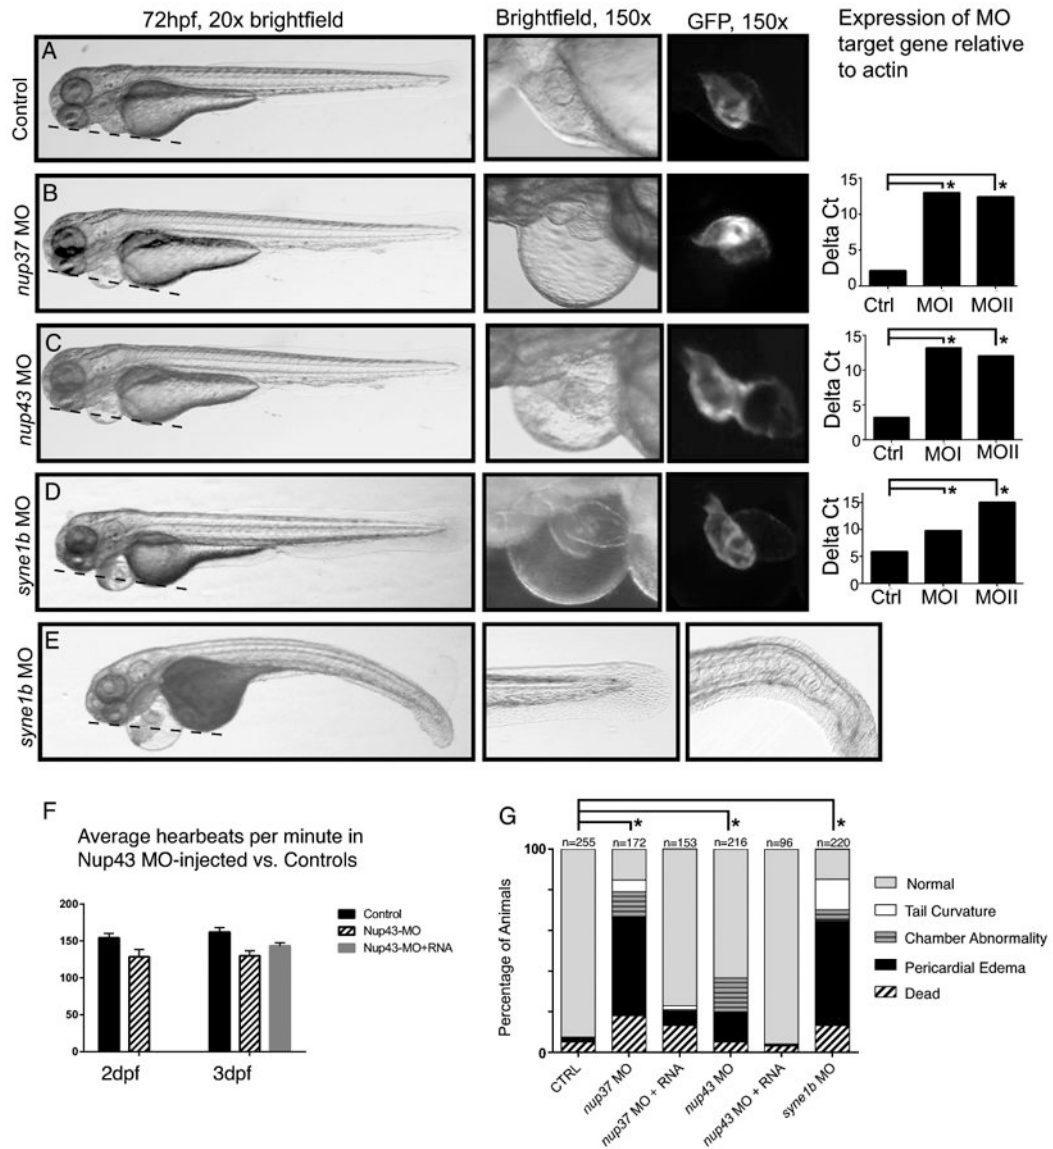 72hpf, 20x brightfield
Brightfield, 150x
GFP, 150x
Expression of MO
target gene relative
to actin
Control
A
nup37 MO
B
15
10
5
0
Delta Ct
*
*
Ctrl
MOI
MOII
nup43 MO
C
15
10
5
0
Delta Ct
*
*
Ctrl
MOI
MOII
syne1b MO
D
15
10
5
0
Delta Ct
*
*
Ctrl
MOI
MOII
syne1b MO
E
F
Average hearbeats per minute in
Nup43 MO-injected vs. Controls
200
150
100
50
0
2dpf
3dpf
Control
Nup43-MO
Nup43-MO+RNA
G
*
*
*
n=255
n=172
n=153
n=216
n=96
n=220
100
0
Percentage of Animals
CTRL
nup37 MO
nup37 MO + RNA
nup43 MO
nup43 MO + RNA
syne1b MO
Normal
Tail Curvature
Chamber Abnormality
Pericardial Edema
Dead